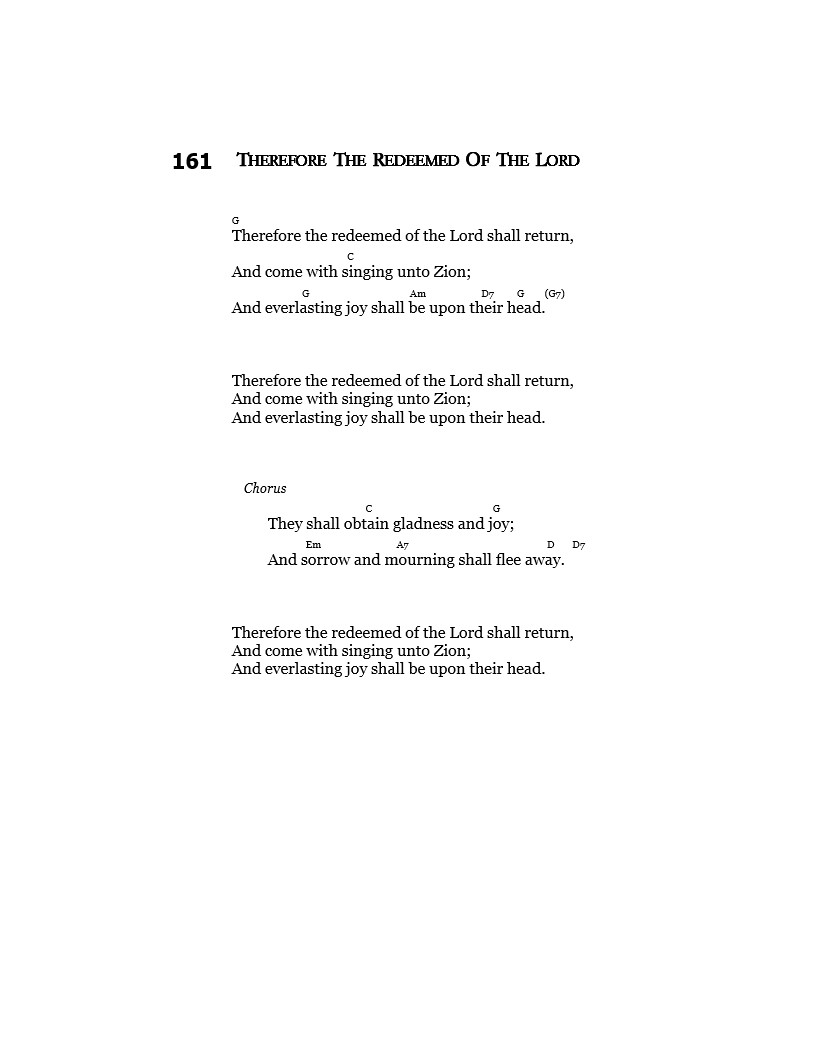 161 THEREFORE THE REDEEMED OF THE LORD
G
Therefore the redeemed of the Lord shall return,
C
And come with singing unto Zion;
G Am D7 G (G7)
And everlasting joy shall be upon their head.
Therefore the redeemed of the Lord shall return,
And come with singing unto Zion;
And everlasting joy shall be upon their head.
Chorus
C G
They shall obtain gladness and joy;
Em A7 D D7
And sorrow and mourning shall flee away.
Therefore the redeemed of the Lord shall return,
And come with singing unto Zion;
And everlasting joy shall be upon their head.